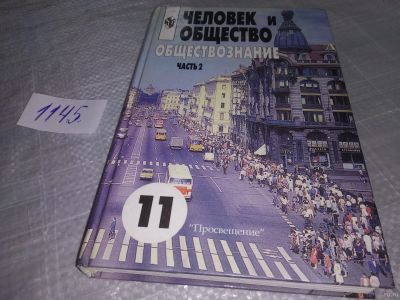 ЧЕЛОВЕК и
ОБЩЕСТВО
ОБЩЕСТВОЗНАНИЕ
ЧАСТЬ 2
1145.
11
"Просвещение"